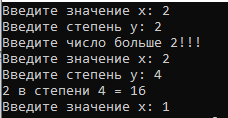 Введите значение x: 2
Введите степень y: 2
Введите число больше 2!!!
Введите значение x: 2
Введите степень y: 4
2 в степени 4 = 16
Введите значение x: 1